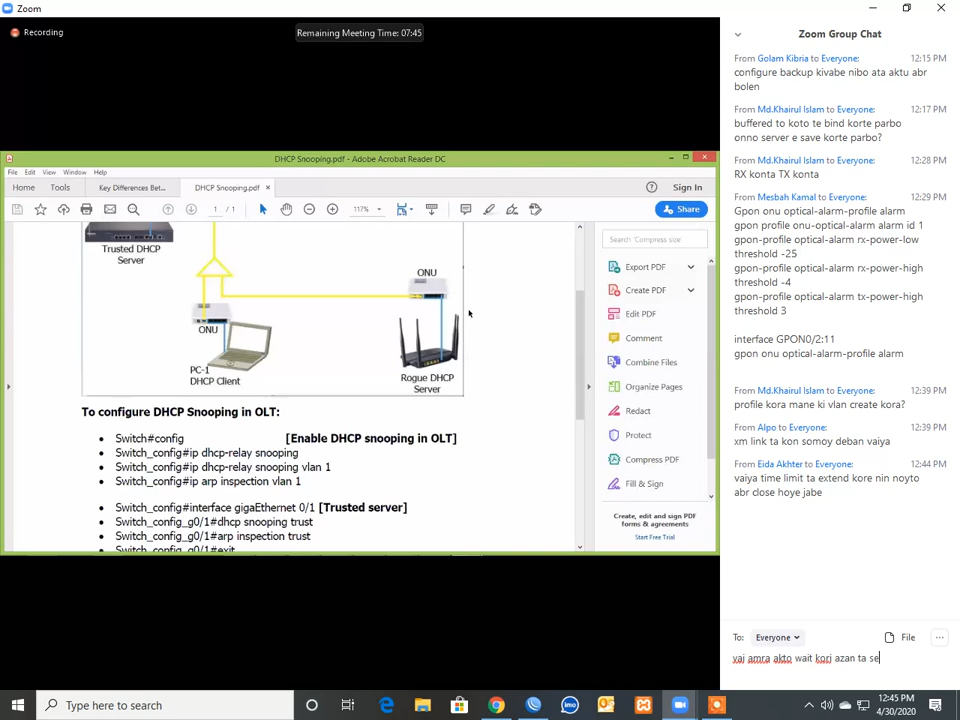 Zoom
Recording
Remaining Meeting Time: 07:45
DHCP Snooping.pdf - Adobe Acrobat Reader DC
File Edit View Window Help
Home Tools Key Differences Bet... DHCP Snooping.pdf ×
Sign In
1 / 1
117%
Share
Trusted DHCP
Server
ONU
ONU
PC-1
DHCP Client
Rogue DHCP
Server
To configure DHCP Snooping in OLT:
• Switch#config [Enable DHCP snooping in OLT]
• Switch_config#ip dhcp-relay snooping
• Switch_config#ip dhcp-relay snooping vlan 1
• Switch_config#ip arp inspection vlan 1
• Switch_config#interface gigaEthernet 0/1 [Trusted server]
• Switch_config_g0/1#dhcp snooping trust
• Switch_config_g0/1#arp inspection trust
• Switch_config_g0/1#exit
Search 'Compress size'
Export PDF
Create PDF
Edit PDF
Comment
Combine Files
Organize Pages
Redact
Protect
Compress PDF
Fill & Sign
Create, edit and sign PDF
forms & agreements
Start Free Trial
Zoom Group Chat
From Golam Kibria to Everyone: 12:15 PM
configure backup kivabe nibo ata aktu abr
bolen
From Md.Khairul Islam to Everyone: 12:17 PM
buffered to koto te bind korte parbo
onno server e save korte parbo?
From Md.Khairul Islam to Everyone: 12:28 PM
RX konta TX konta
From Mesbah Kamal to Everyone: 12:29 PM
Gpon onu optical-alarm-profile alarm
gpon profile onu-optical-alarm alarm id 1
gpon-profile optical-alarm rx-power-low
threshold -25
gpon-profile optical-alarm rx-power-high
threshold -4
gpon-profile optical-alarm tx-power-high
threshold 3
interface GPON0/2:11
gpon onu optical-alarm-profile alarm
From Md.Khairul Islam to Everyone: 12:39 PM
profile kora mane ki vlan create kora?
From Alpo to Everyone: 12:39 PM
xm link ta kon somoy deban vaiya
From Eida Akhter to Everyone: 12:44 PM
vaiya time limit ta extend kore nin noyto
abr close hoye jabe
To: Everyone
File
vai amra akto wait kori azan ta se
Type here to search
imo
12:45 PM
4/30/2020